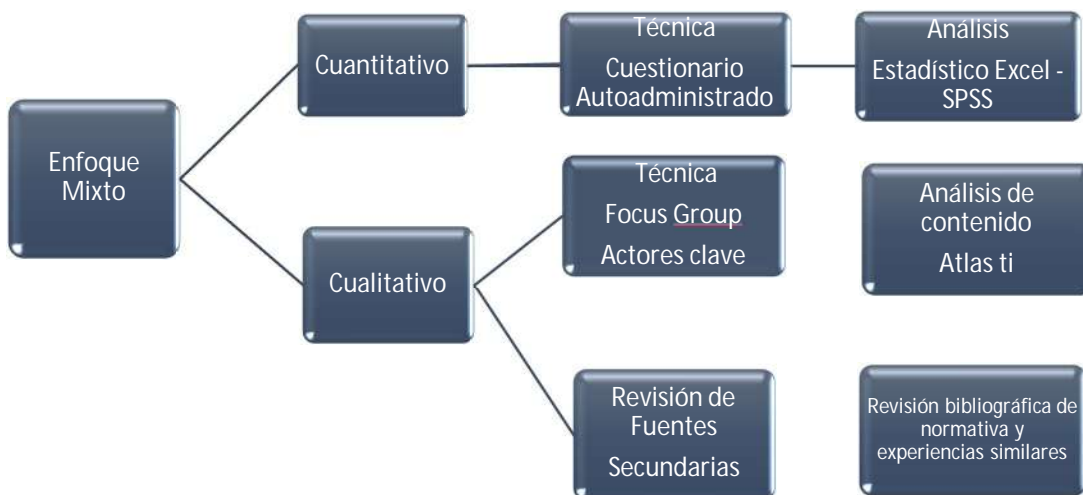 Enfoque
Mixto
Cuantitativo
Técnica
Cuestionario
Autoadministrado
Análisis
Estadístico Excel -
SPSS
Cualitativo
Técnica
Focus Group
Actores clave
Análisis de
contenido
Atlas ti
Revisión de
Fuentes
Secundarias
Revisión bibliográfica de
normativa y
experiencias similares